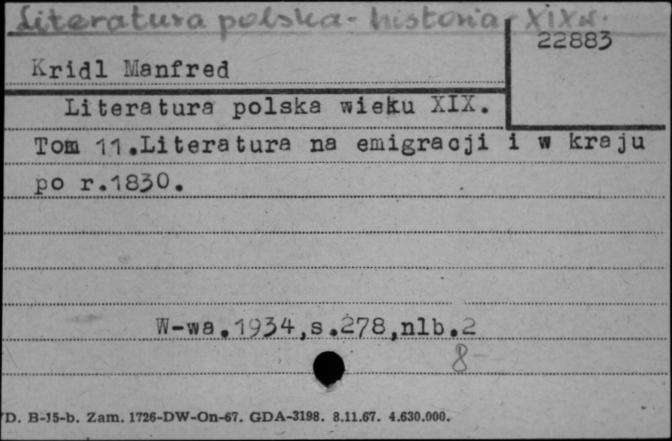 Literatura polska - historia XIX w.
22883
Kridl Manfred
Literatura polska wieku XIX.
Tom 11.Literatura na emigracji i w kraju
po r.1830.
W-wa.1934,s.278,nlb.2
8-
D. B-15-b. Zam. 1726-DW-On-67. GDA-3198. 8.11.67. 4.630.000.